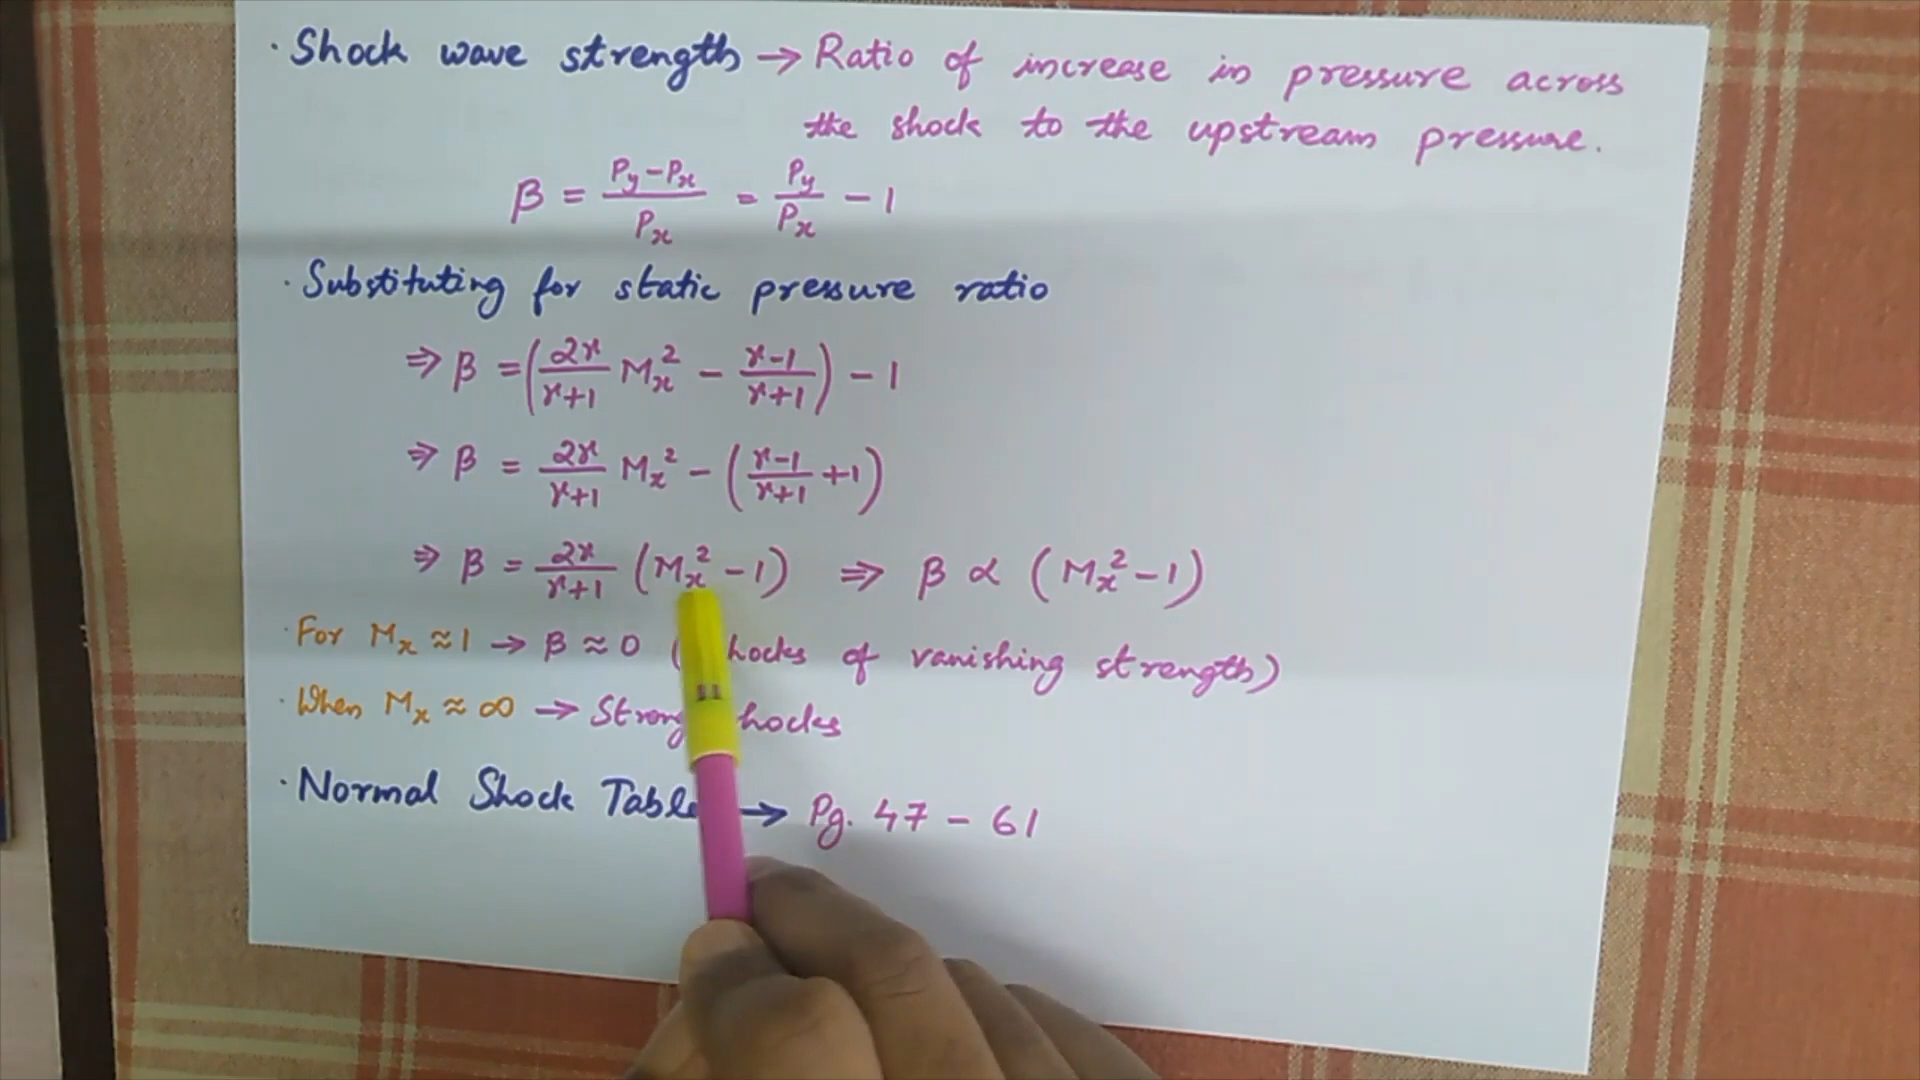 · Shock wave strength → Ratio of increase in pressure across
the shock to the upstream pressure.
β = (Py − Px)/Px = Py/Px − 1
· Substituting for static pressure ratio
⇒ β = (2γ/(γ+1) Mx² − (γ−1)/(γ+1)) − 1
⇒ β = 2γ/(γ+1) Mx² − ((γ−1)/(γ+1) + 1)
⇒ β = 2γ/(γ+1) (Mx² − 1) ⇒ β ∝ (Mx² − 1)
· For Mx ≈ 1 → β ≈ 0 (hocks of vanishing strength)
· When Mx ≈ ∞ → Strong hocks
· Normal Shock Table → Pg. 47 − 61